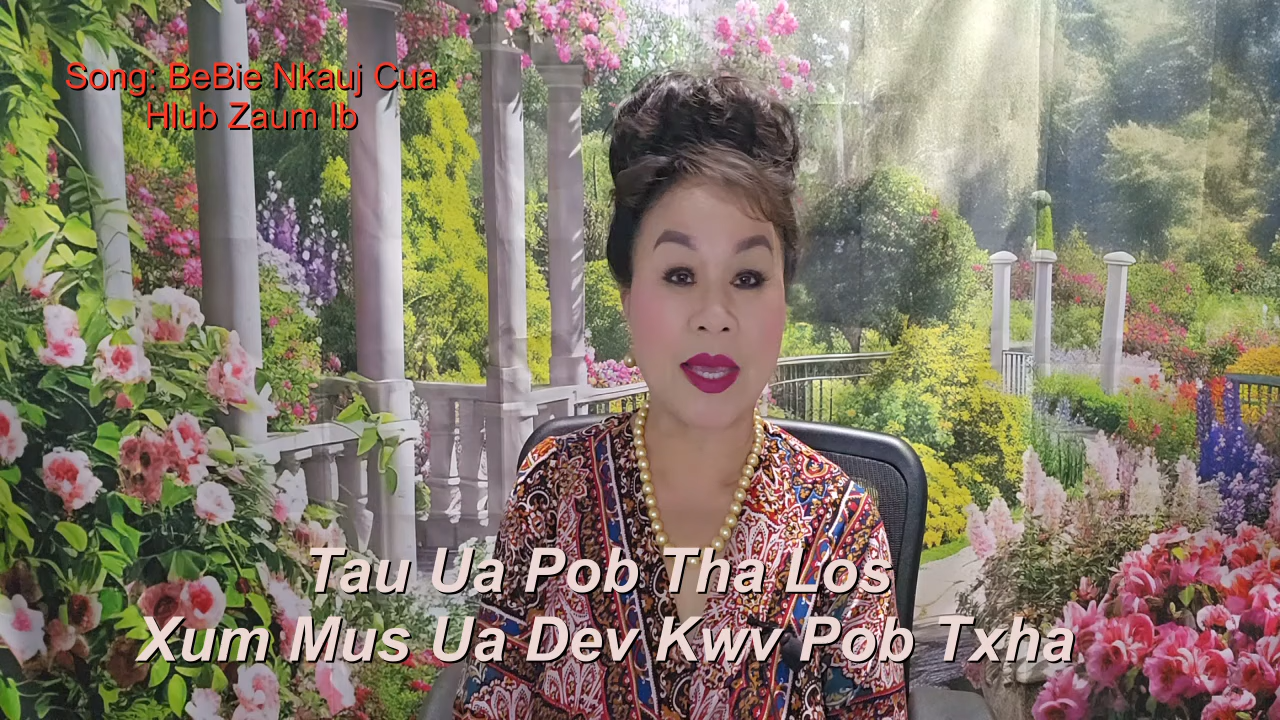 Song: BeBie Nkauj Cua
Hlub Zaum Ib
Tau Ua Pob Tha Los
Xum Mus Ua Dev Kwv Pob Txha